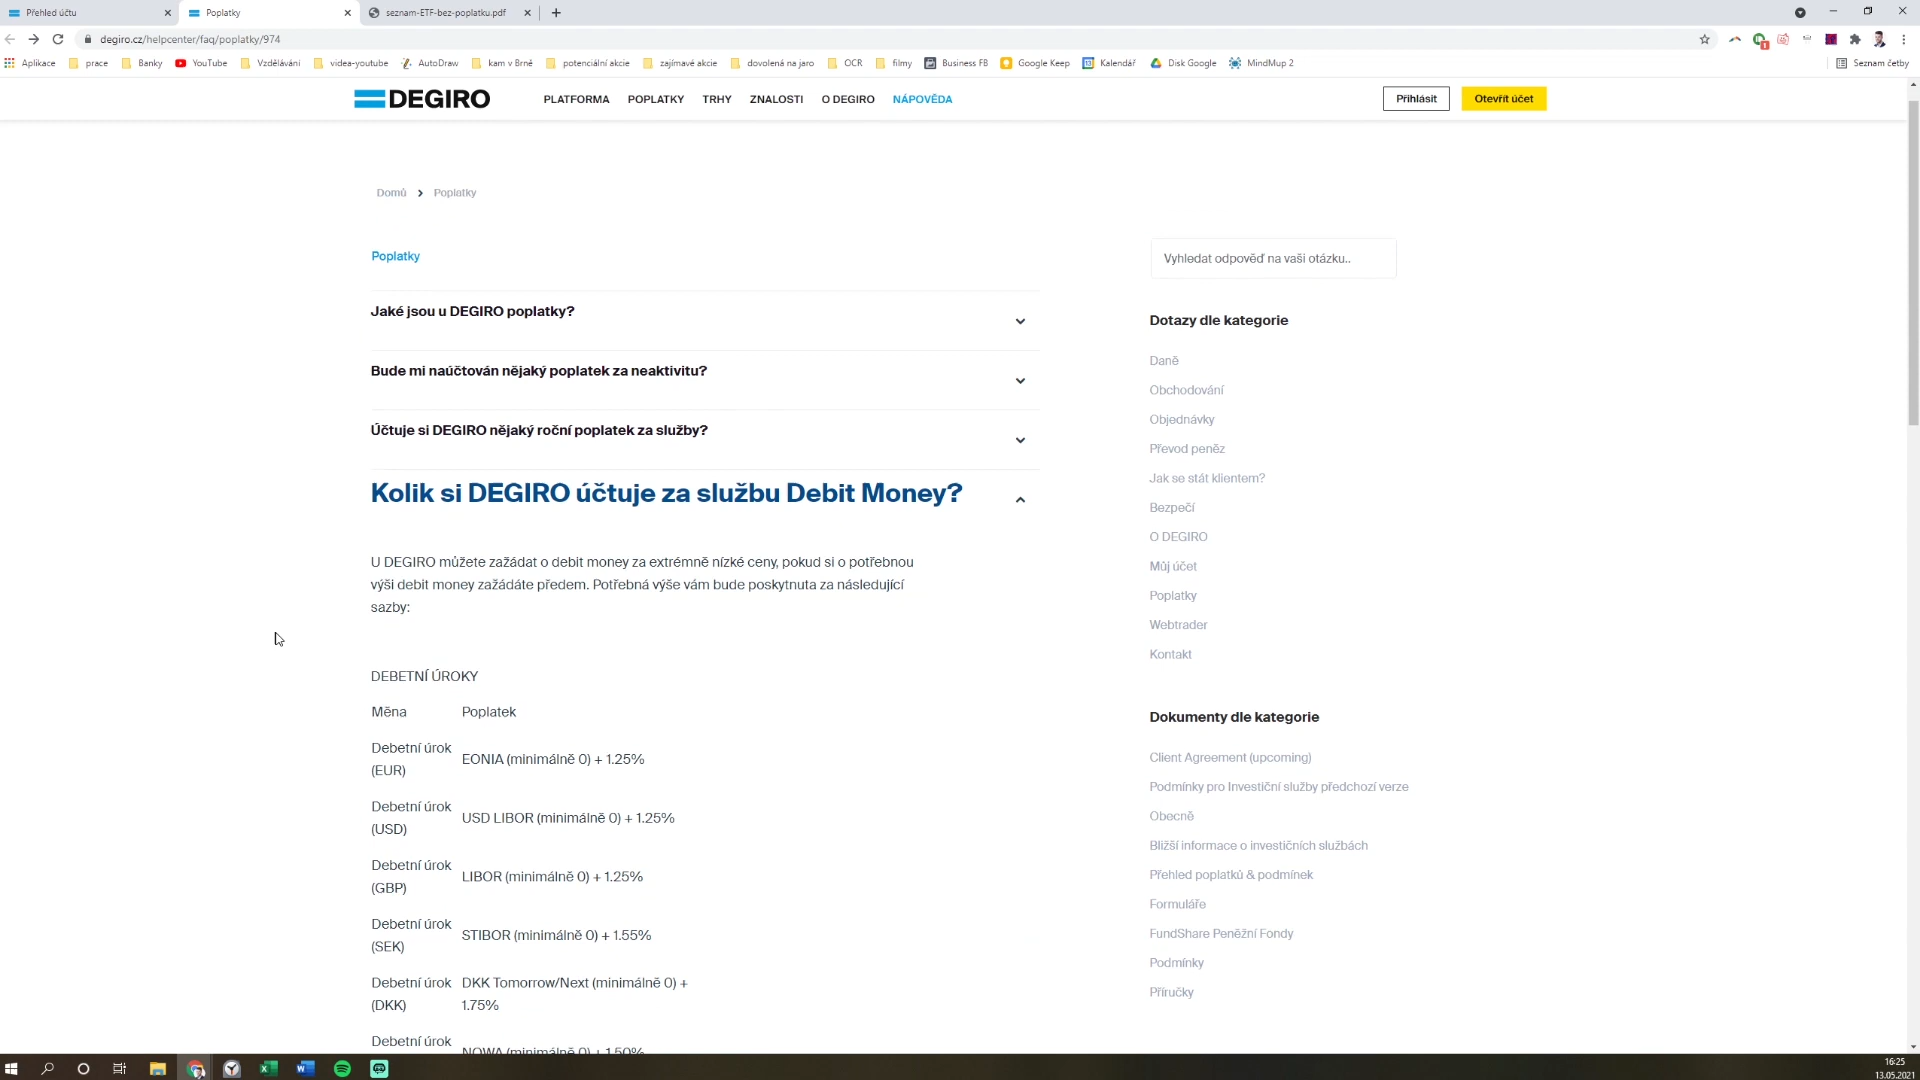 Přehled účtu
Poplatky
seznam-ETF-bez-poplatku.pdf
degiro.cz/helpcenter/faq/poplatky/974
Aplikace
prace
Banky
YouTube
Vzdělávání
videa-youtube
AutoDraw
kam v Brně
potenciální akcie
zajímavé akcie
dovolená na jaro
OCR
filmy
Business FB
Google Keep
Kalendář
Disk Google
MindMup 2
Seznam četby
DEGIRO
PLATFORMA
POPLATKY
TRHY
ZNALOSTI
O DEGIRO
NÁPOVĚDA
Přihlásit
Otevřít účet
Domů
Poplatky
Poplatky
Jaké jsou u DEGIRO poplatky?
Bude mi naúčtován nějaký poplatek za neaktivitu?
Účtuje si DEGIRO nějaký roční poplatek za služby?
Kolik si DEGIRO účtuje za službu Debit Money?
U DEGIRO můžete zažádat o debit money za extrémně nízké ceny, pokud si o potřebnou
výši debit money zažádáte předem. Potřebná výše vám bude poskytnuta za následující
sazby:
DEBETNÍ ÚROKY
Měna Poplatek
Debetní úrok
(EUR)
EONIA (minimálně 0) + 1.25%
Debetní úrok
(USD)
USD LIBOR (minimálně 0) + 1.25%
Debetní úrok
(GBP)
LIBOR (minimálně 0) + 1.25%
Debetní úrok
(SEK)
STIBOR (minimálně 0) + 1.55%
Debetní úrok
(DKK)
DKK Tomorrow/Next (minimálně 0) +
1.75%
Debetní úrok
NOWA (minimálně 0) + 1.50%
Vyhledat odpověď na vaši otázku..
Dotazy dle kategorie
Daně
Obchodování
Objednávky
Převod peněz
Jak se stát klientem?
Bezpečí
O DEGIRO
Můj účet
Poplatky
Webtrader
Kontakt
Dokumenty dle kategorie
Client Agreement (upcoming)
Podmínky pro Investiční služby předchozí verze
Obecně
Bližší informace o investičních službách
Přehled poplatků & podmínek
Formuláře
FundShare Peněžní Fondy
Podmínky
Příručky
16:25
13.05.2021